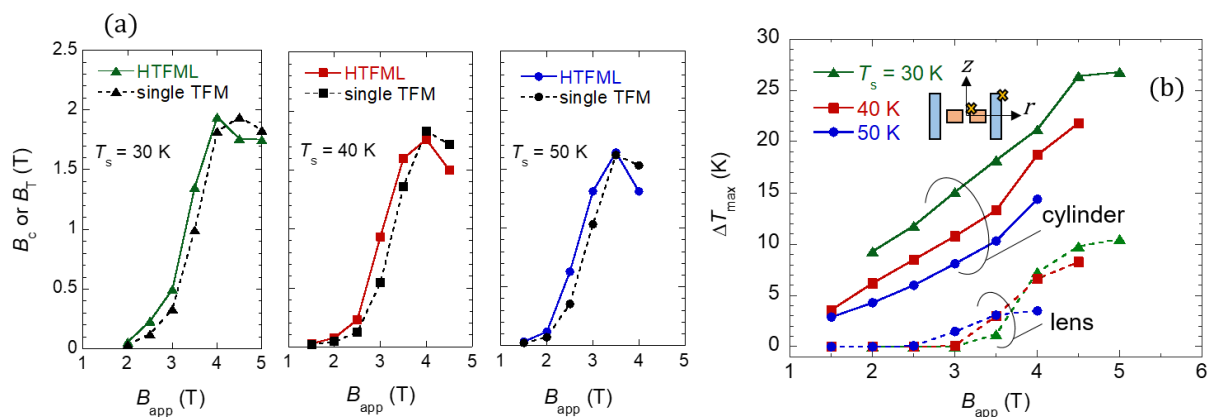 (a)
B_c or B_T (T)
2.5
2
1.5
1
0.5
0
HTFML
single TFM
T_s = 30 K
1 2 3 4 5
B_app (T)
HTFML
single TFM
T_s = 40 K
1 2 3 4 5
B_app (T)
HTFML
single TFM
T_s = 50 K
1 2 3 4 5
B_app (T)
(b)
ΔT_max (K)
30
25
20
15
10
5
0
T_s = 30 K
40 K
50 K
z
r
cylinder
lens
1 2 3 4 5 6
B_app (T)